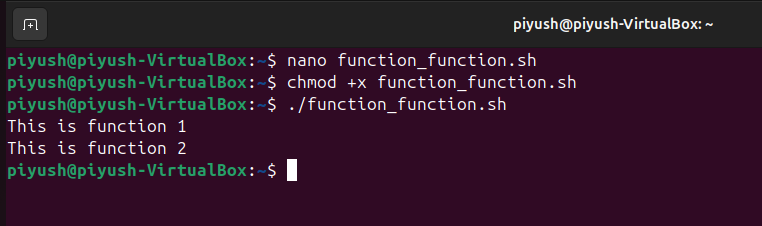 piyush@piyush-VirtualBox: ~
piyush@piyush-VirtualBox:~$ nano function_function.sh
piyush@piyush-VirtualBox:~$ chmod +x function_function.sh
piyush@piyush-VirtualBox:~$ ./function_function.sh
This is function 1
This is function 2
piyush@piyush-VirtualBox:~$